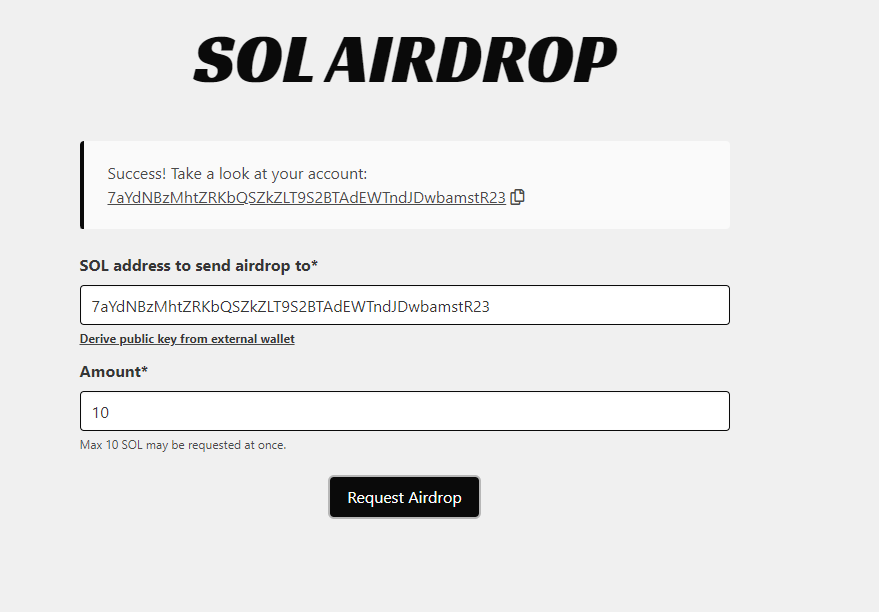 SOL AIRDROP
Success! Take a look at your account:
7aYdNBzMhtZRKbQSZkZLT9S2BTAdEWTndJDwbamstR23
SOL address to send airdrop to*
7aYdNBzMhtZRKbQSZkZLT9S2BTAdEWTndJDwbamstR23
Derive public key from external wallet
Amount*
10
Max 10 SOL may be requested at once.
Request Airdrop